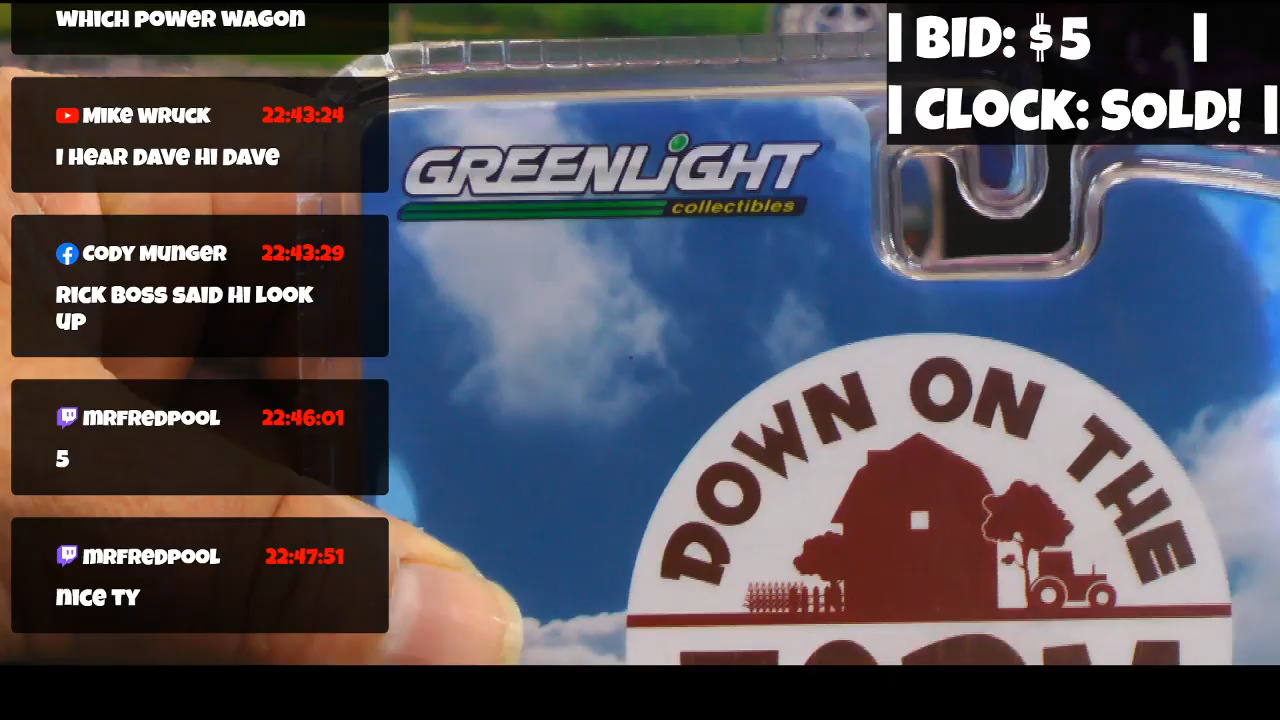 WHICH POWER WAGON
MIKE WRUCK 22:43:24
I HEAR DAVE HI DAVE
CODY MUNGER 22:43:29
RICK BOSS SAID HI LOOK
UP
MRFREDPOOL 22:46:01
5
MRFREDPOOL 22:47:51
NICE TY
| BID: $5 |
| CLOCK: SOLD! |
GREENLiGHT
collectibles
DOWN ON THE
FARM